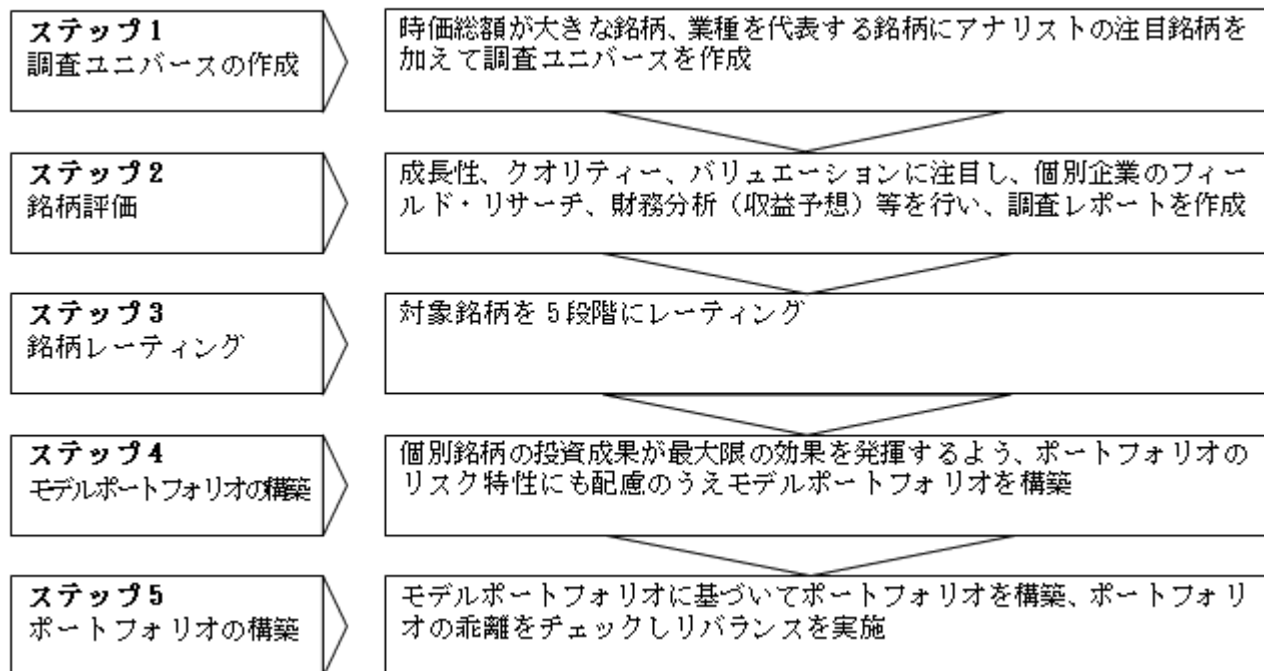 ステップ1
調査ユニバースの作成
時価総額が大きな銘柄、業種を代表する銘柄にアナリストの注目銘柄を
加えて調査ユニバースを作成
ステップ2
銘柄評価
成長性、クオリティー、バリュエーションに注目し、個別企業のフィー
ルド・リサーチ、財務分析（収益予想）等を行い、調査レポートを作成
ステップ3
銘柄レーティング
対象銘柄を5段階にレーティング
ステップ4
モデルポートフォリオの構築
個別銘柄の投資成果が最大限の効果を発揮するよう、ポートフォリオの
リスク特性にも配慮のうえモデルポートフォリオを構築
ステップ5
ポートフォリオの構築
モデルポートフォリオに基づいてポートフォリオを構築、ポートフォリ
オの乖離をチェックしリバランスを実施